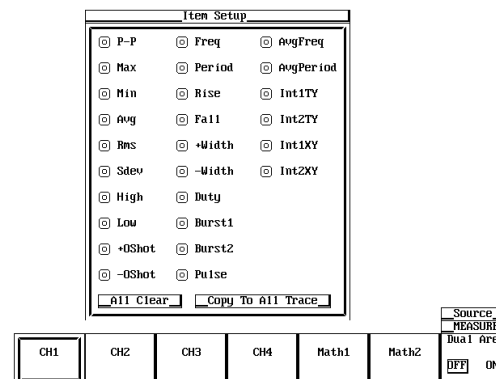 Item Setup
P-P Freq AvgFreq
Max Period AvgPeriod
Min Rise Int1TY
Avg Fall Int2TY
Rms +Width Int1XY
Sdev -Width Int2XY
High Duty
Low Burst1
+OShot Burst2
-OShot Pulse
All Clear Copy To All Trace
Source
MEASURE
CH1 CH2 CH3 CH4 Math1 Math2
Dual Are
OFF ON